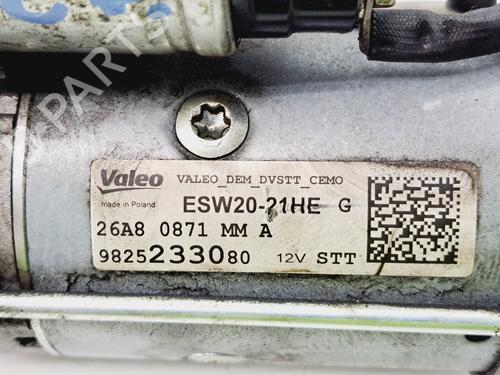 Valeo VALEO_DEM_DVSTT_CEMO
made in Poland ESW20-21HE G
26A8 0871 MM A
9825233080 12V STT